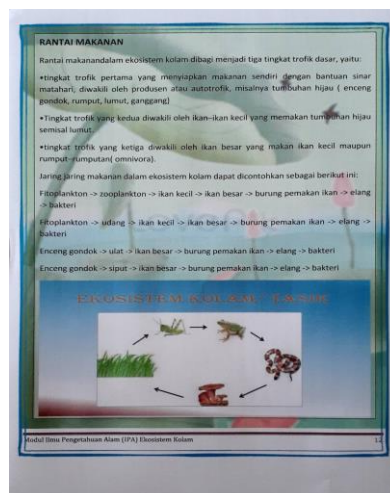 RANTAI MAKANAN
Rantai makanandalam ekosistem kolam dibagi menjadi tiga tingkat trofik dasar, yaitu:
•tingkat trofik pertama yang menyiapkan makanan sendiri dengan bantuan sinar
matahari, diwakili oleh produsen atau autotrofik, misalnya tumbuhan hijau ( enceng
gondok, rumput, lumut, ganggang)
•Tingkat trofik yang kedua diwakili oleh ikan–ikan kecil yang memakan tumbuhan hijau
semisal lumut.
•tingkat trofik yang ketiga diwakili oleh ikan besar yang makan ikan kecil maupun
rumput–rumputan( omnivora).
Jaring jaring makanan dalam ekosistem kolam dapat dicontohkan sebagai berikut ini:
Fitoplankton -> zooplankton -> ikan kecil -> ikan besar -> burung pemakan ikan -> elang
-> bakteri
Fitoplankton -> udang -> ikan kecil -> ikan besar -> burung pemakan ikan -> elang ->
bakteri
Enceng gondok -> ulat -> ikan besar -> burung pemakan ikan -> elang -> bakteri
Enceng gondok -> siput -> ikan besar -> burung pemakan ikan -> elang -> bakteri
EKOSISTEM KOLAM/
Modul Ilmu Pengetahuan Alam (IPA) Ekosistem Kolam